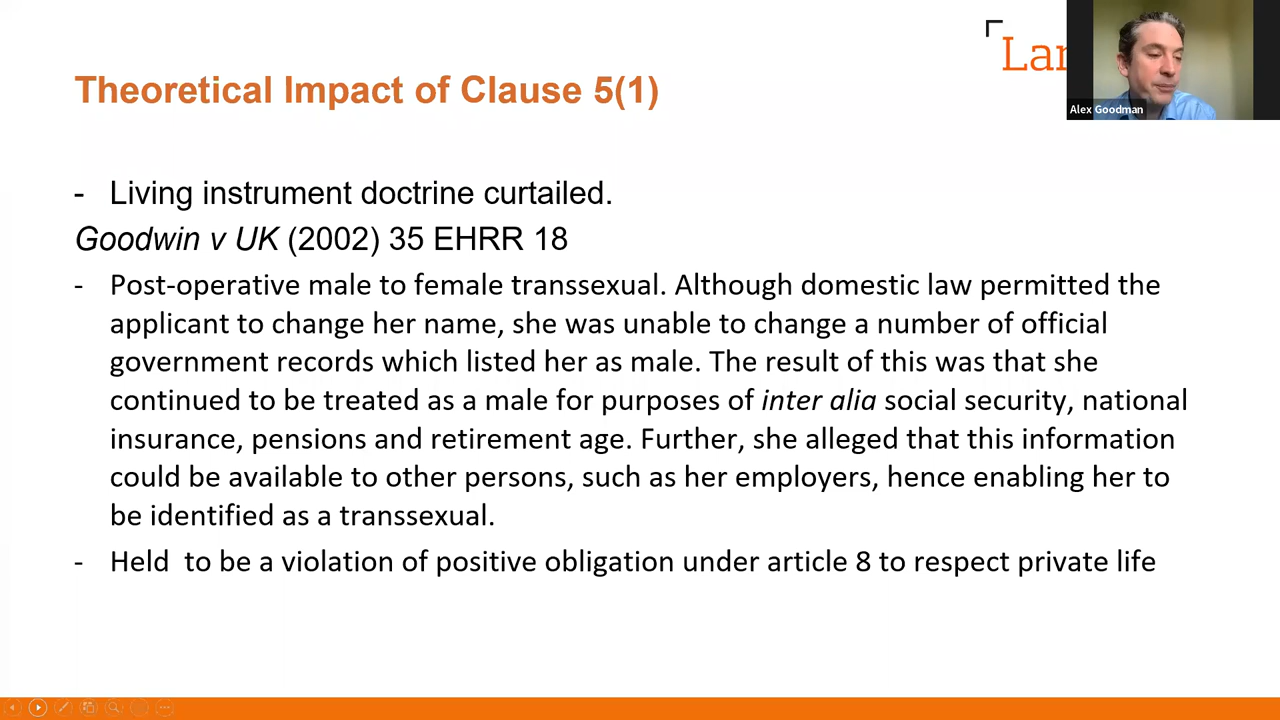 Lan
Theoretical Impact of Clause 5(1)
Alex Goodman
- Living instrument doctrine curtailed.
Goodwin v UK (2002) 35 EHRR 18
- Post-operative male to female transsexual. Although domestic law permitted the
applicant to change her name, she was unable to change a number of official
government records which listed her as male. The result of this was that she
continued to be treated as a male for purposes of inter alia social security, national
insurance, pensions and retirement age. Further, she alleged that this information
could be available to other persons, such as her employers, hence enabling her to
be identified as a transsexual.
- Held  to be a violation of positive obligation under article 8 to respect private life